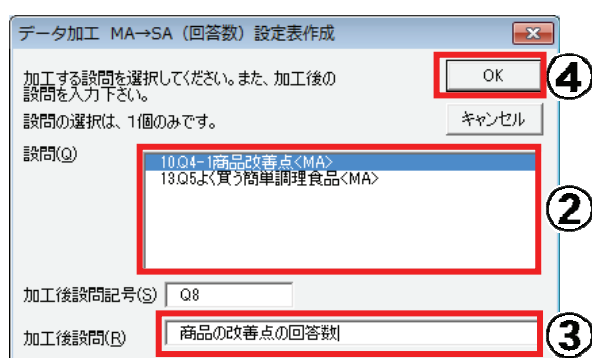 データ加工 MA→SA（回答数）設定表作成
加工する設問を選択してください。また、加工後の
設問を入力下さい。
設問の選択は、1個のみです。
OK
④
キャンセル
設問(Q)
10.Q4-1商品改善点<MA>
13.Q5よく買う簡単調理食品<MA>
②
加工後設問記号(S)
Q8
加工後設問(R)
商品の改善点の回答数
③